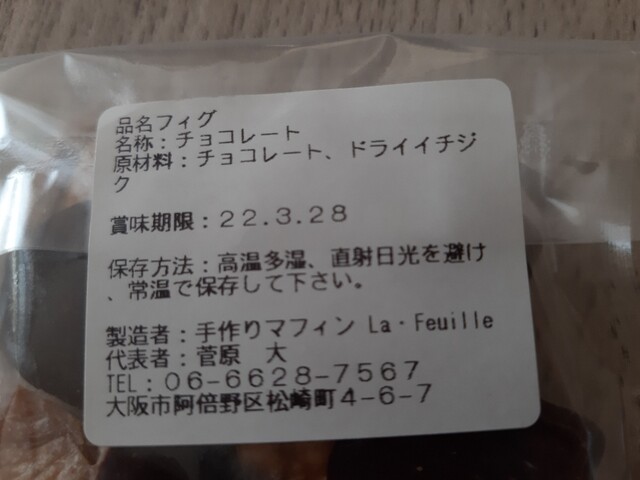 品名フィグ
名称：チョコレート
原材料：チョコレート、ドライイチジ
ク
賞味期限：２２.３.２８
保存方法：高温多湿、直射日光を避け
、常温で保存して下さい。
製造者：手作りマフィン La・Feuille
代表者：菅原　大
TEL：０６-６６２８-７５６７
大阪市阿倍野区松崎町４-６-７